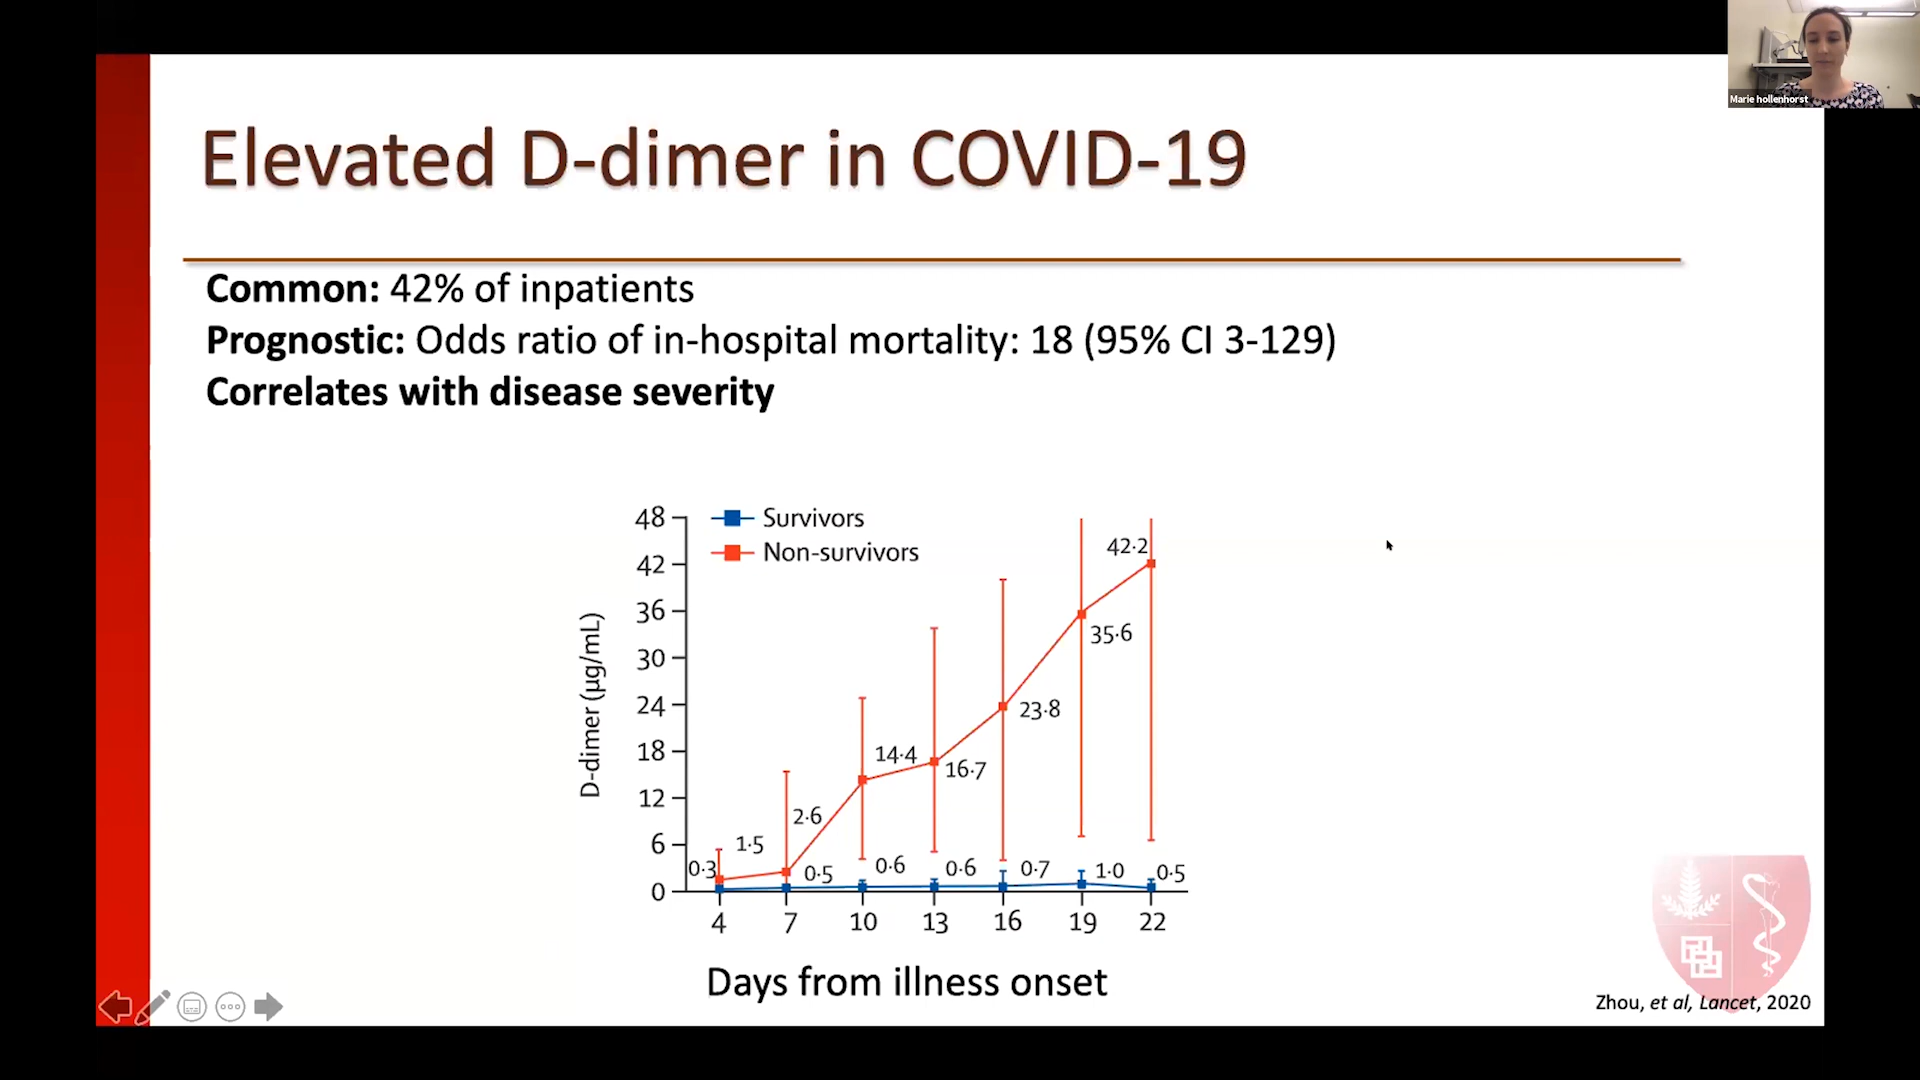 Marie hollenhorst
Elevated D-dimer in COVID-19
Common: 42% of inpatients
Prognostic: Odds ratio of in-hospital mortality: 18 (95% CI 3-129)
Correlates with disease severity
Survivors
Non-survivors
D-dimer (µg/mL)
48
42
36
30
24
18
12
6
0
0·3
1·5
2·6
14·4
16·7
23·8
35·6
42·2
0·5
0·6
0·6
0·7
1·0
0·5
4 7 10 13 16 19 22
Days from illness onset
Zhou, et al, Lancet, 2020